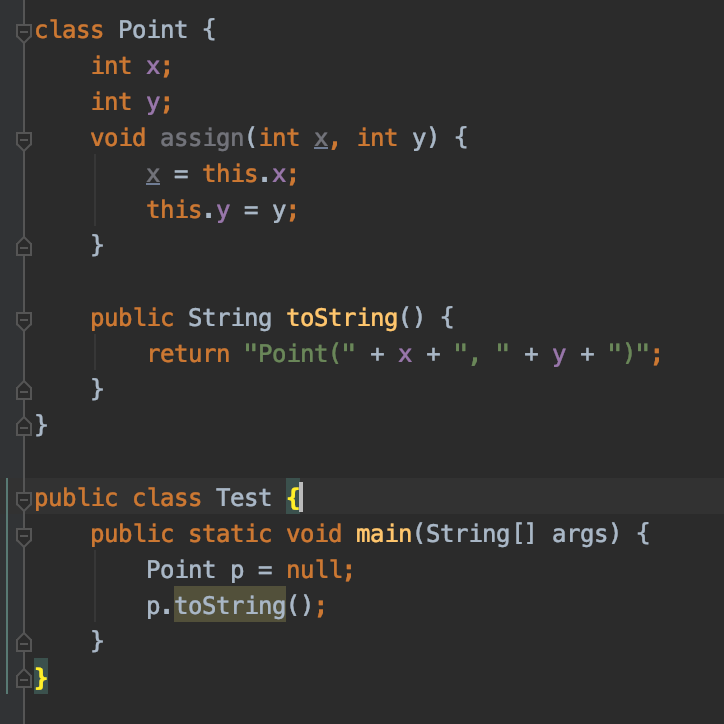 class Point {
    int x;
    int y;
    void assign(int x, int y) {
        x = this.x;
        this.y = y;
    }

    public String toString() {
        return "Point(" + x + ", " + y + ")";
    }
}

public class Test {
    public static void main(String[] args) {
        Point p = null;
        p.toString();
    }
}